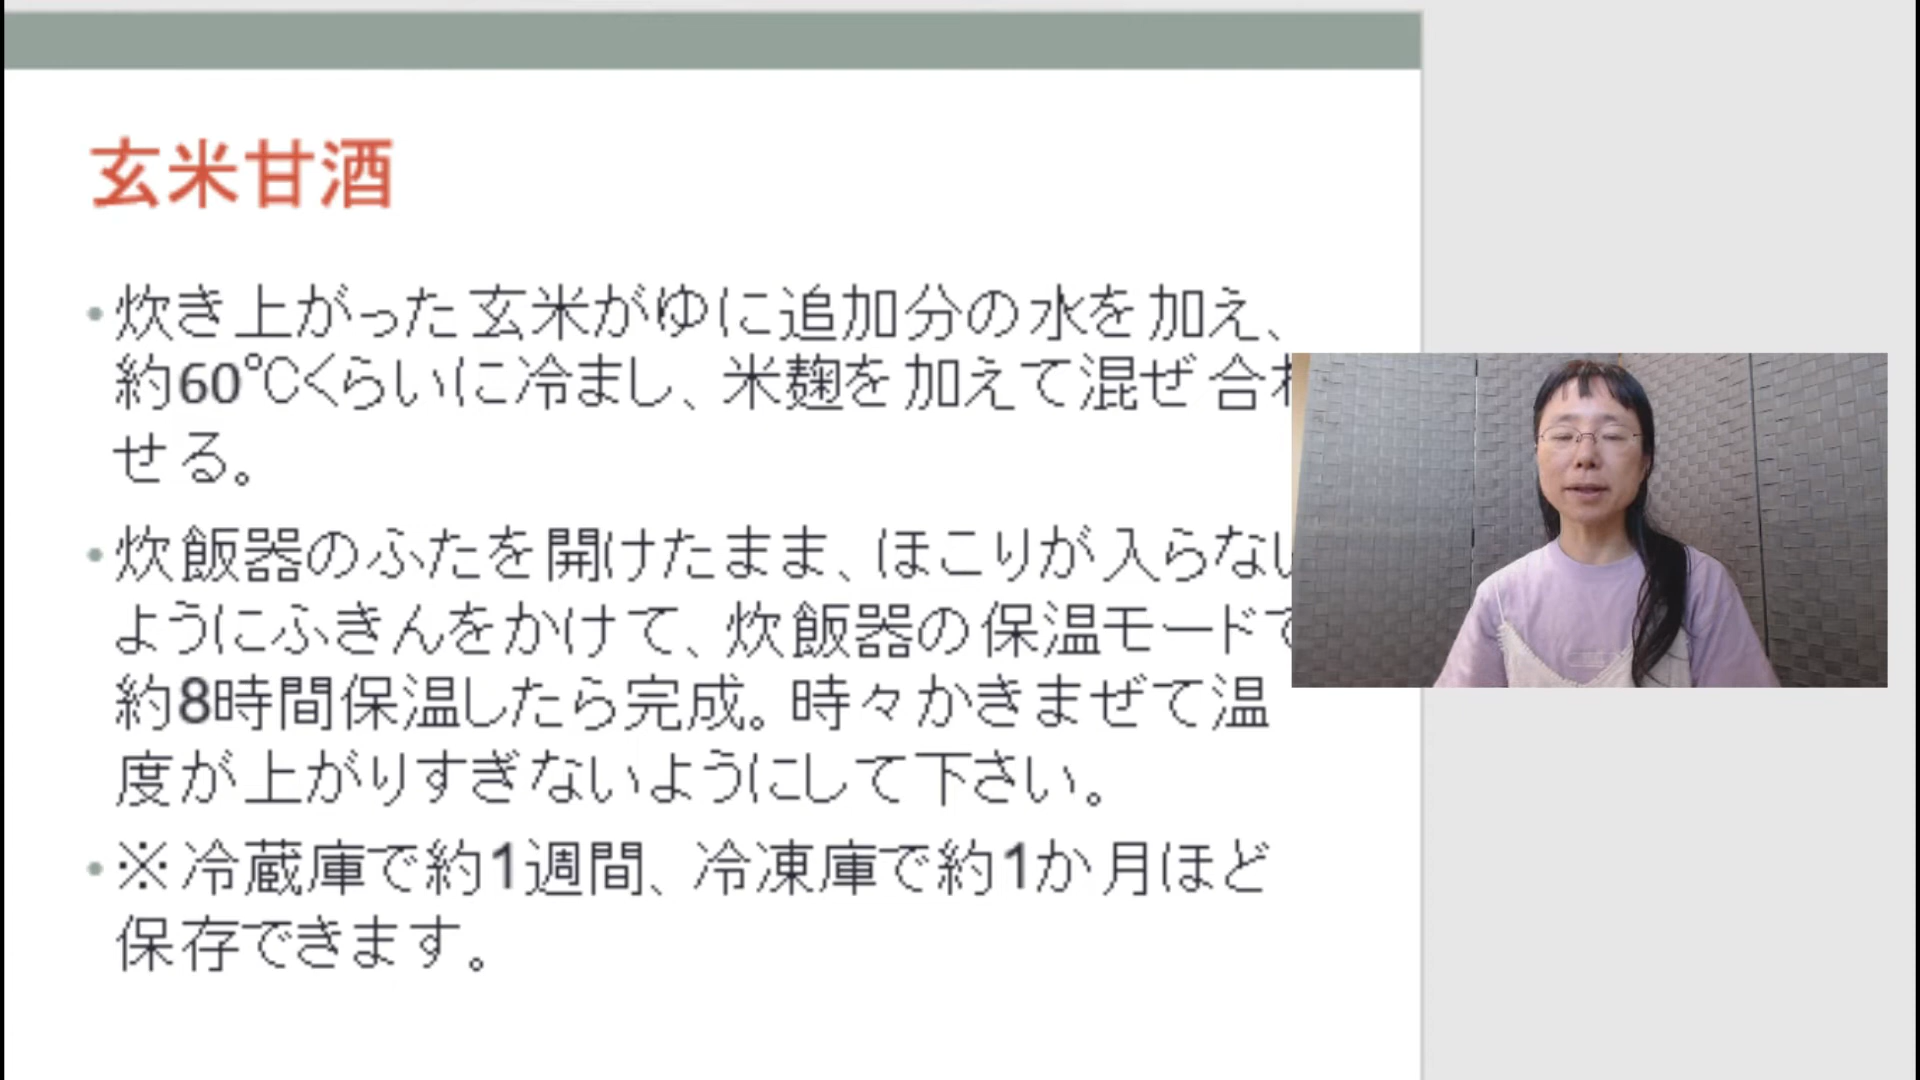 玄米甘酒
• 炊き上がった玄米がゆに追加分の水を加え、
約60℃くらいに冷まし、米麹を加えて混ぜ合わ
せる。
• 炊飯器のふたを開けたまま、ほこりが入らない
ようにふきんをかけて、炊飯器の保温モードで
約8時間保温したら完成。時々かきまぜて温
度が上がりすぎないようにして下さい。
• ※冷蔵庫で約1週間、冷凍庫で約1か月ほど
保存できます。